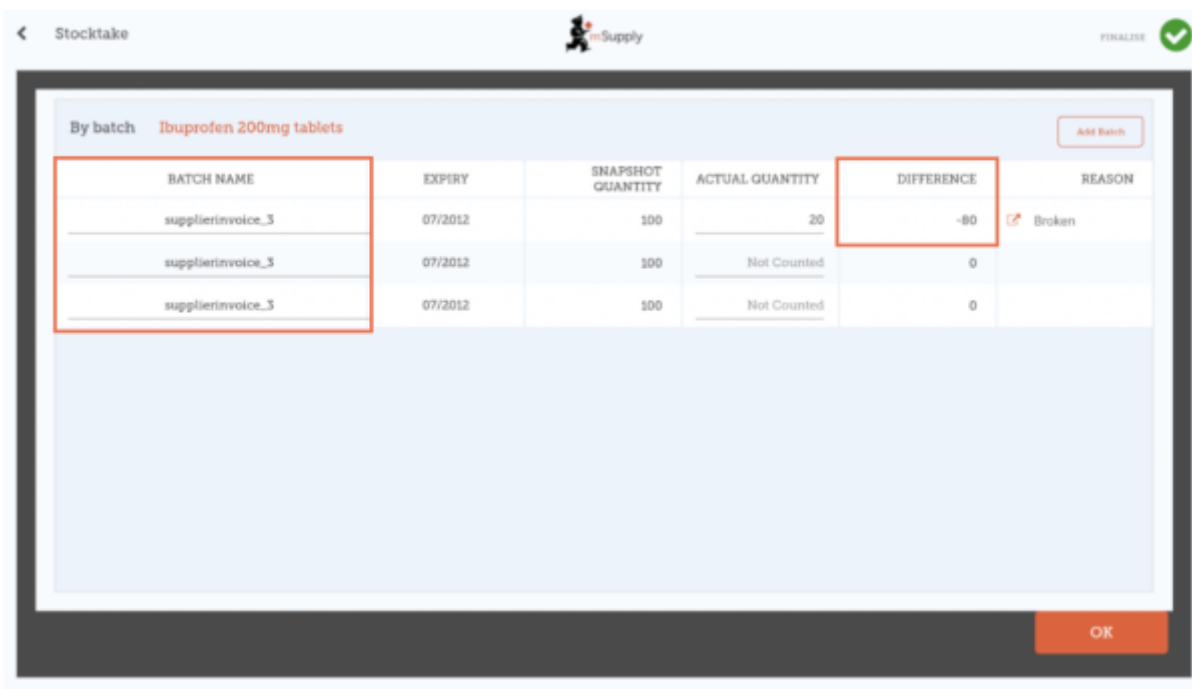 Stocktake
mSupply
FINALISE
By batch Ibuprofen 200mg tablets
Add Batch
BATCH NAME EXPIRY SNAPSHOT QUANTITY ACTUAL QUANTITY DIFFERENCE REASON
supplierinvoice_3 07/2012 100 20 -80 Broken
supplierinvoice_3 07/2012 100 Not Counted 0
supplierinvoice_3 07/2012 100 Not Counted 0
OK